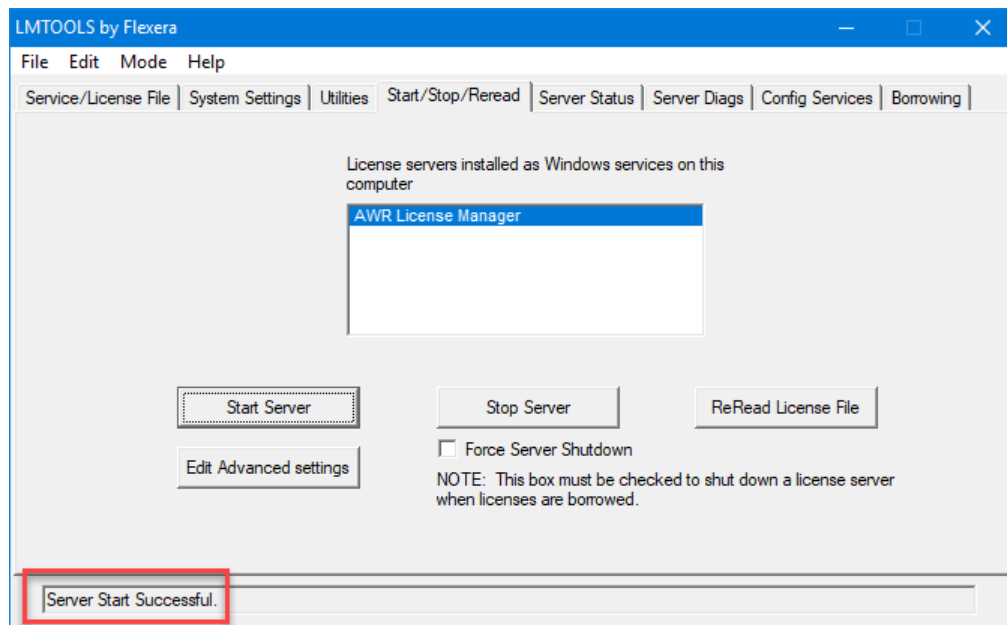 LMTOOLS by Flexera
File Edit Mode Help
Service/License File System Settings Utilities Start/Stop/Reread Server Status Server Diags Config Services Borrowing
License servers installed as Windows services on this
computer
AWR License Manager
Start Server Stop Server ReRead License File
Edit Advanced settings
Force Server Shutdown
NOTE: This box must be checked to shut down a license server
when licenses are borrowed.
Server Start Successful.